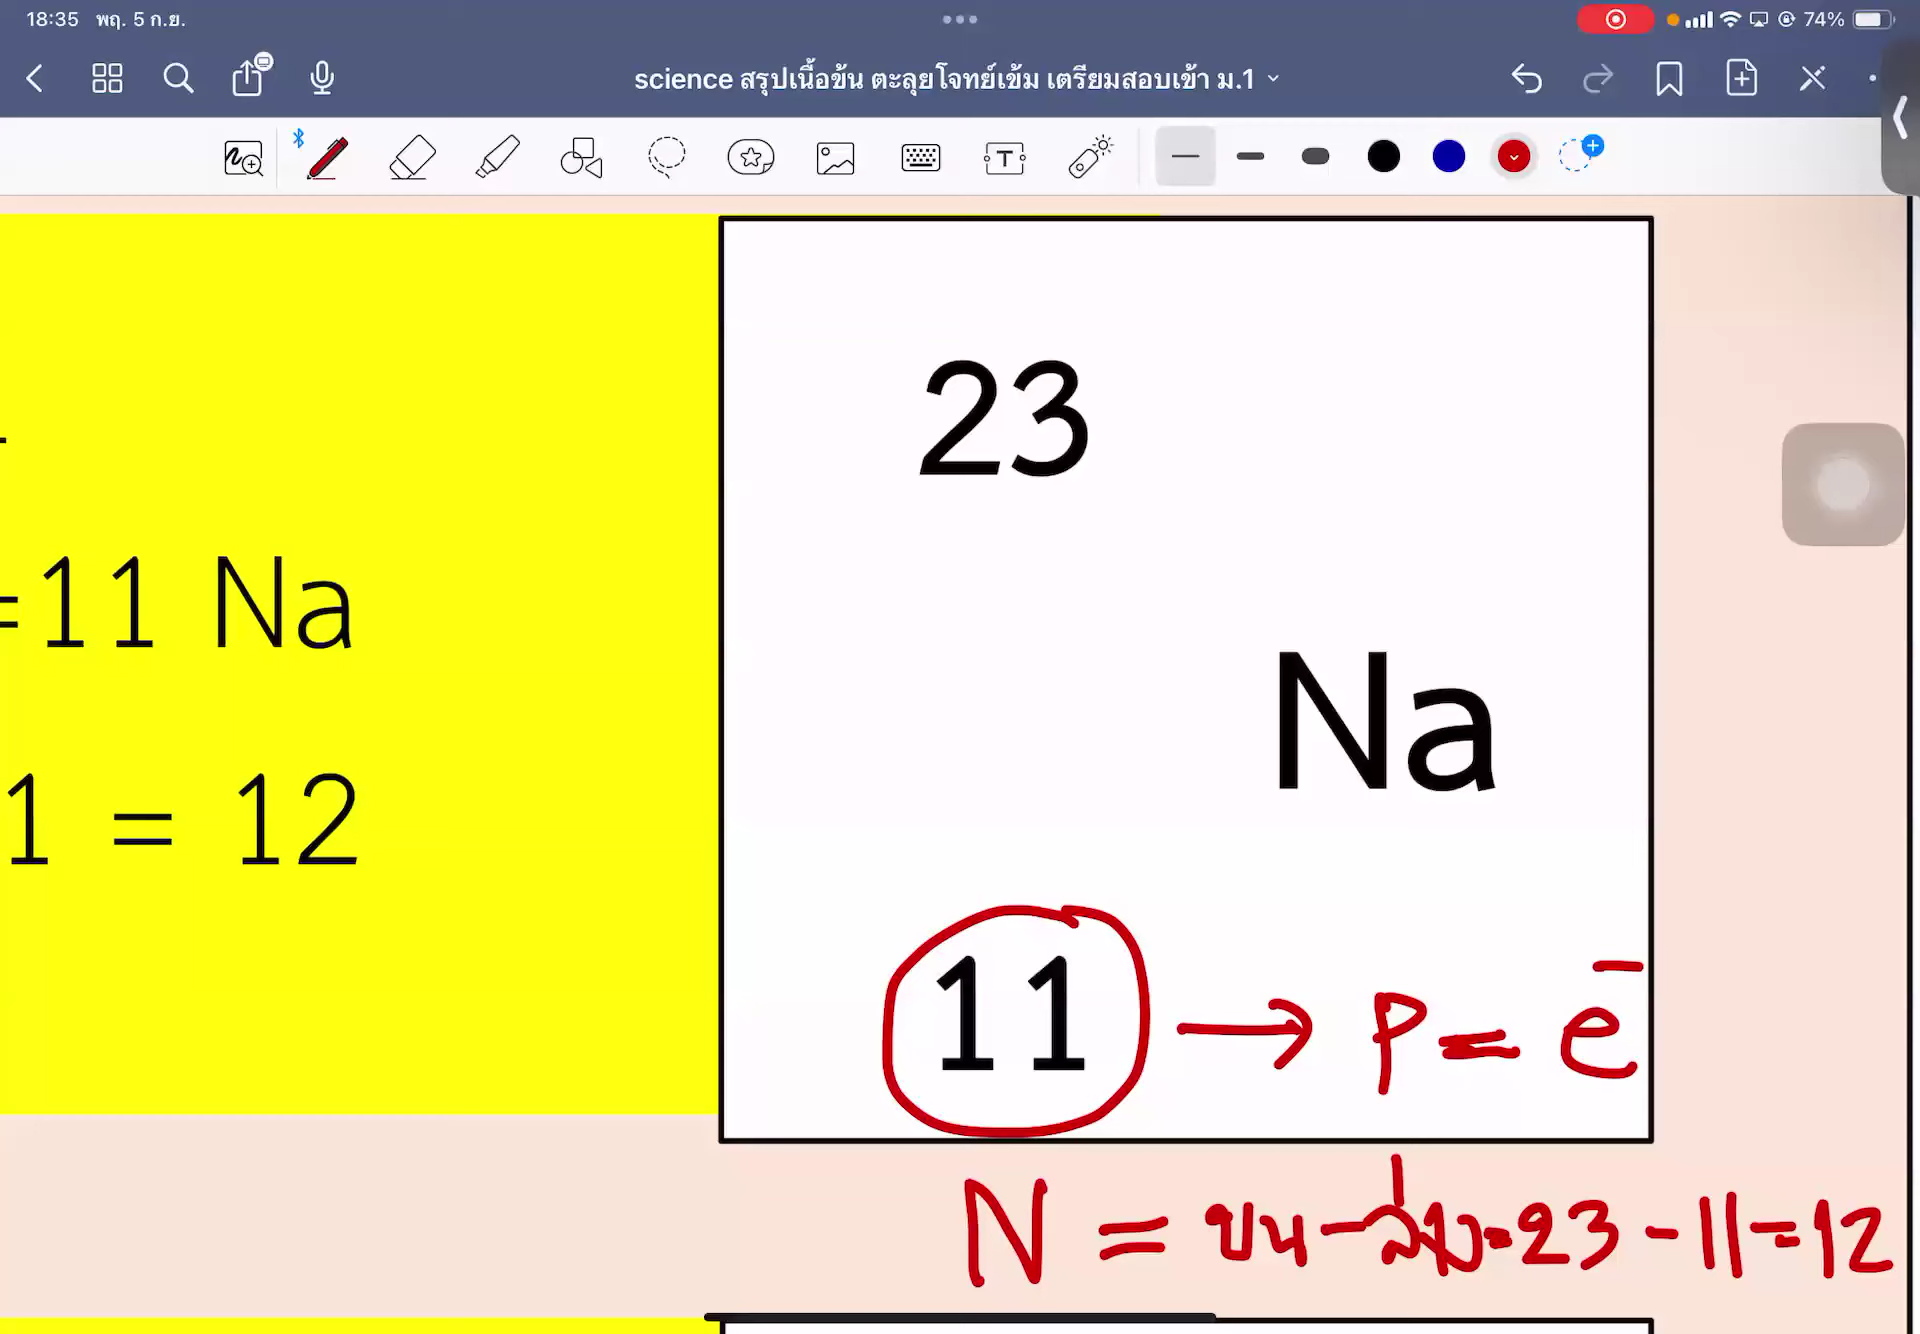 18:35 พฤ. 5 ก.ย.
74%
science สรุปเนื้อข้น ตะลุยโจทย์เข้ม เตรียมสอบเข้า ม.1
T
23
=11 Na
Na
1 = 12
11 → P = e⁻
N = บน - ล่าง = 23 - 11 = 12